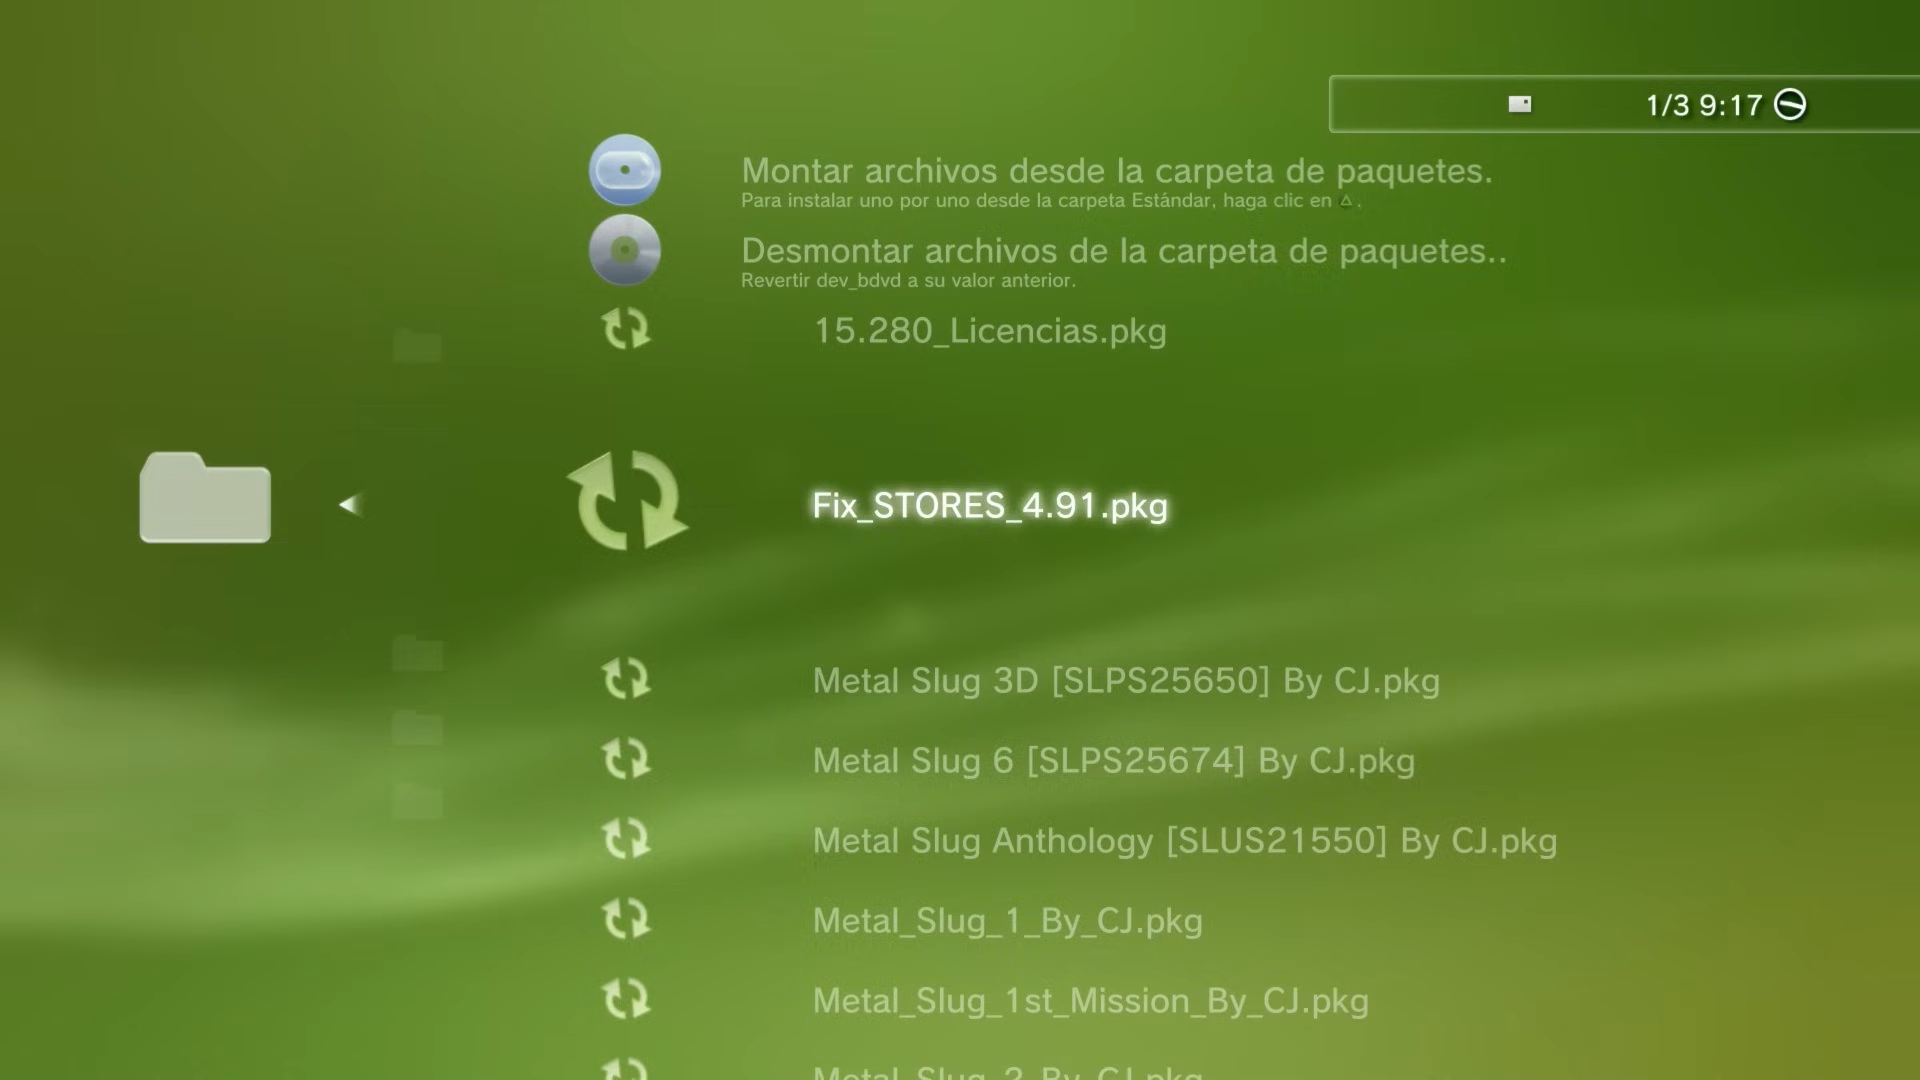 1/3 9:17
Montar archivos desde la carpeta de paquetes.
Para instalar uno por uno desde la carpeta Estándar, haga clic en △.
Desmontar archivos de la carpeta de paquetes..
Revertir dev_bdvd a su valor anterior.
15.280_Licencias.pkg
Fix_STORES_4.91.pkg
Metal Slug 3D [SLPS25650] By CJ.pkg
Metal Slug 6 [SLPS25674] By CJ.pkg
Metal Slug Anthology [SLUS21550] By CJ.pkg
Metal_Slug_1_By_CJ.pkg
Metal_Slug_1st_Mission_By_CJ.pkg
Metal_Slug_2_By_CJ.pkg